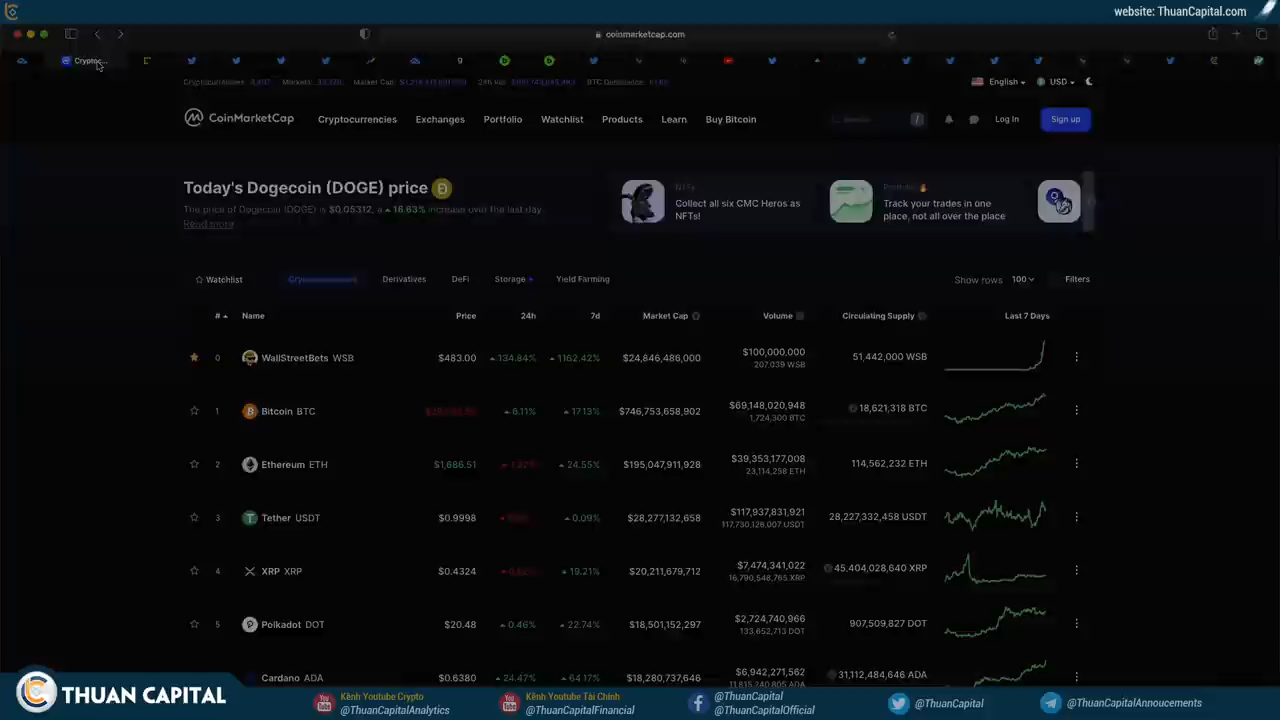 website: ThuanCapital.com
coinmarketcap.com
Cryptoc...
Cryptocurrencies Markets: Market Cap: BTC Dominance:
English USD
CoinMarketCap Cryptocurrencies Exchanges Portfolio Watchlist Products Learn Buy Bitcoin Search / Log In Sign up
Today's Dogecoin (DOGE) price
The price of Dogecoin (DOGE) is $0.05312, a 16.63% increase over the last day.
Read more
NFTs
Collect all six CMC Heros as
NFTs!
Portfolio 🔥
Track your trades in one
place, not all over the place
Watchlist Cryptocurrencies Derivatives DeFi Storage Yield Farming Show rows 100 Filters
# Name Price 24h 7d Market Cap Volume Circulating Supply Last 7 Days
0 WallStreetBets WSB $483.00 134.84% 1162.42% $24,846,486,000 $100,000,000 51,442,000 WSB
207,039 WSB
1 Bitcoin BTC 6.11% 17.13% $746,753,658,902 $69,148,020,948 18,621,318 BTC
1,724,300 BTC
2 Ethereum ETH $1,686.51 24.55% $195,047,911,928 $39,353,177,008 114,562,232 ETH
23,114,258 ETH
3 Tether USDT $0.9998 0.09% $28,277,132,658 $117,937,831,921 28,227,332,458 USDT
117,730,128,007 USDT
4 XRP XRP $0.4324 19.21% $20,211,679,712 $7,474,341,022 45,404,028,640 XRP
16,790,548,765 XRP
5 Polkadot DOT $20.48 0.46% 22.74% $18,501,152,297 $2,724,740,966 907,509,827 DOT
133,652,713 DOT
Cardano ADA $0.6380 24.47% 64.17% $18,280,737,646 $6,942,271,562 31,112,484,646 ADA
THUAN CAPITAL
Kênh Youtube Crypto
@ThuanCapitalAnalytics
Kênh Youtube Tài Chính
@ThuanCapitalFinancial
@ThuanCapital
@ThuanCapitalOfficial
@ThuanCapital
@ThuanCapitalAnnoucements